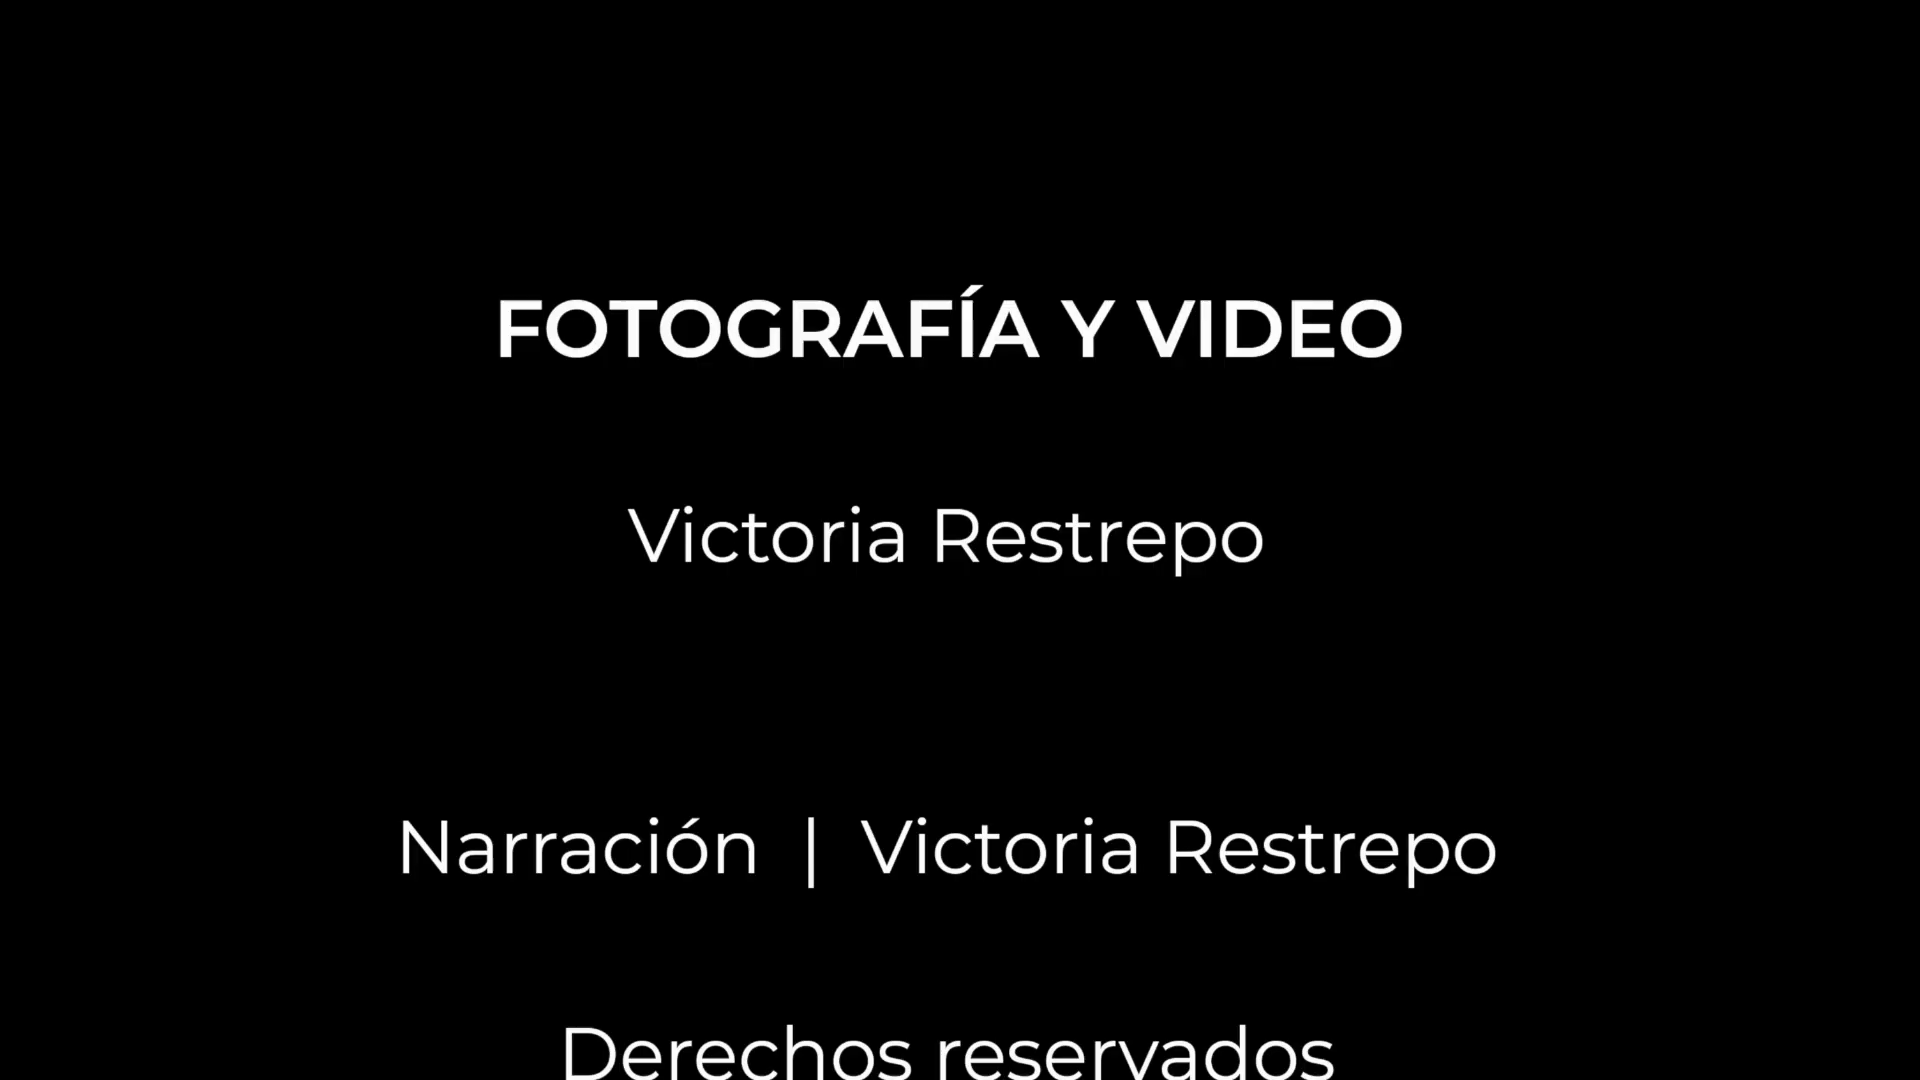 FOTOGRAFÍA Y VIDEO
Victoria Restrepo
Narración | Victoria Restrepo
Derechos reservados